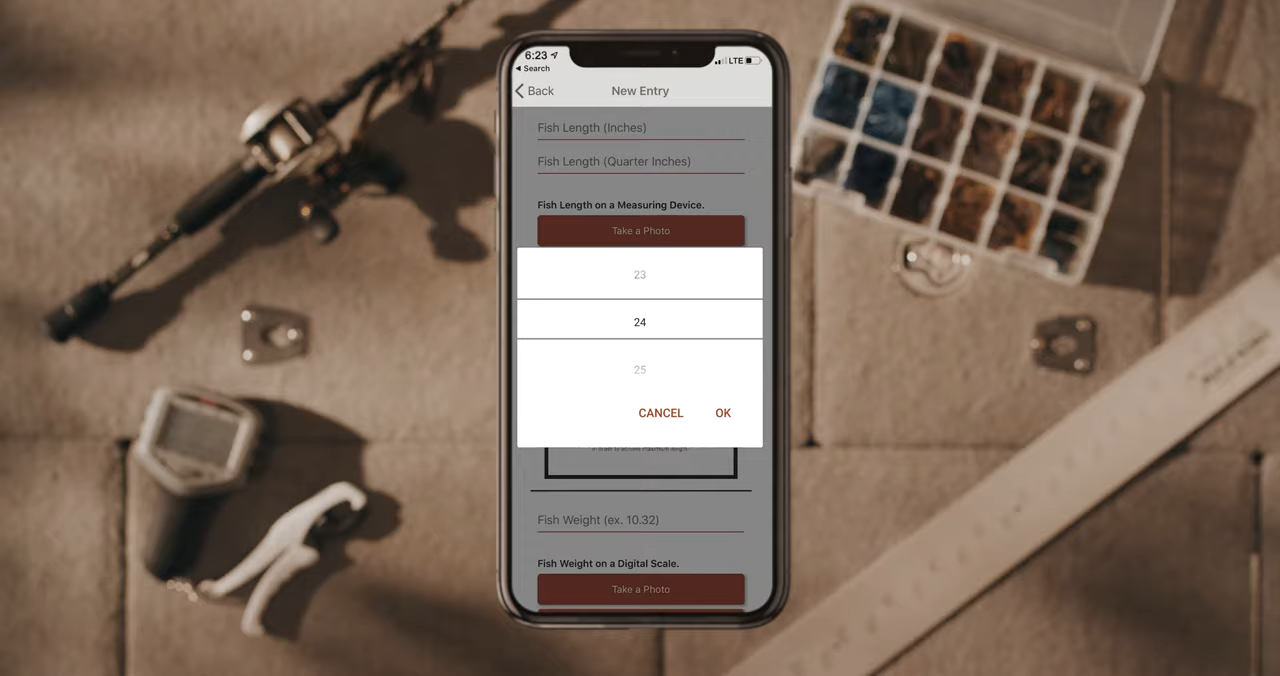 6:23
LTE
Search
Back
New Entry
Fish Length (Inches)
Fish Length (Quarter Inches)
Fish Length on a Measuring Device.
Take a Photo
23
24
25
CANCEL
OK
Fish Weight (ex. 10.32)
Fish Weight on a Digital Scale.
Take a Photo